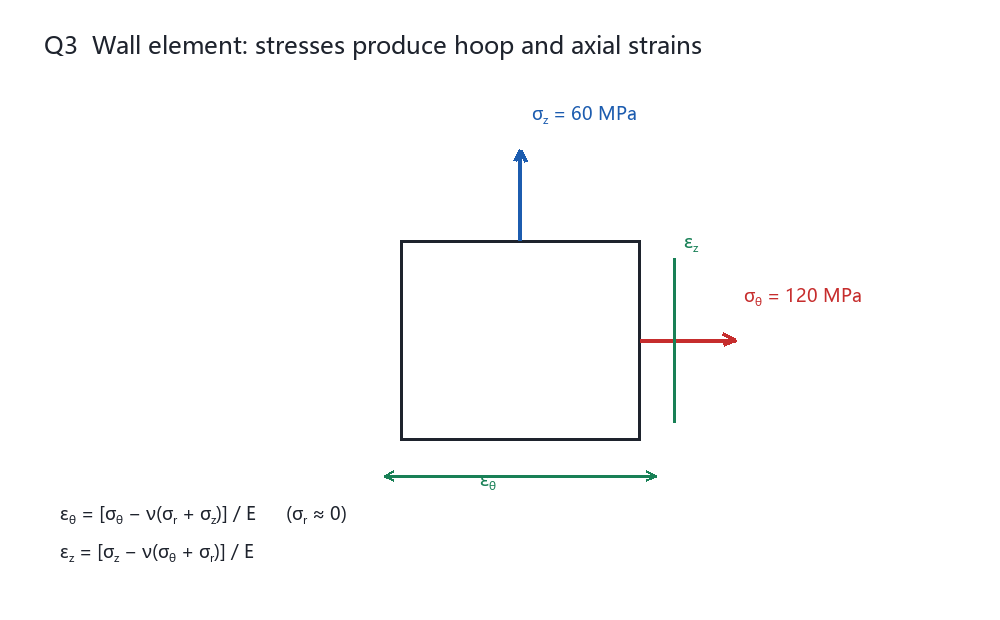 Q3  Wall element: stresses produce hoop and axial strains
σz = 60 MPa
εz
σθ = 120 MPa
εθ
εθ = [σθ − ν(σr + σz)] / E     (σr ≈ 0)
εz = [σz − ν(σθ + σr)] / E